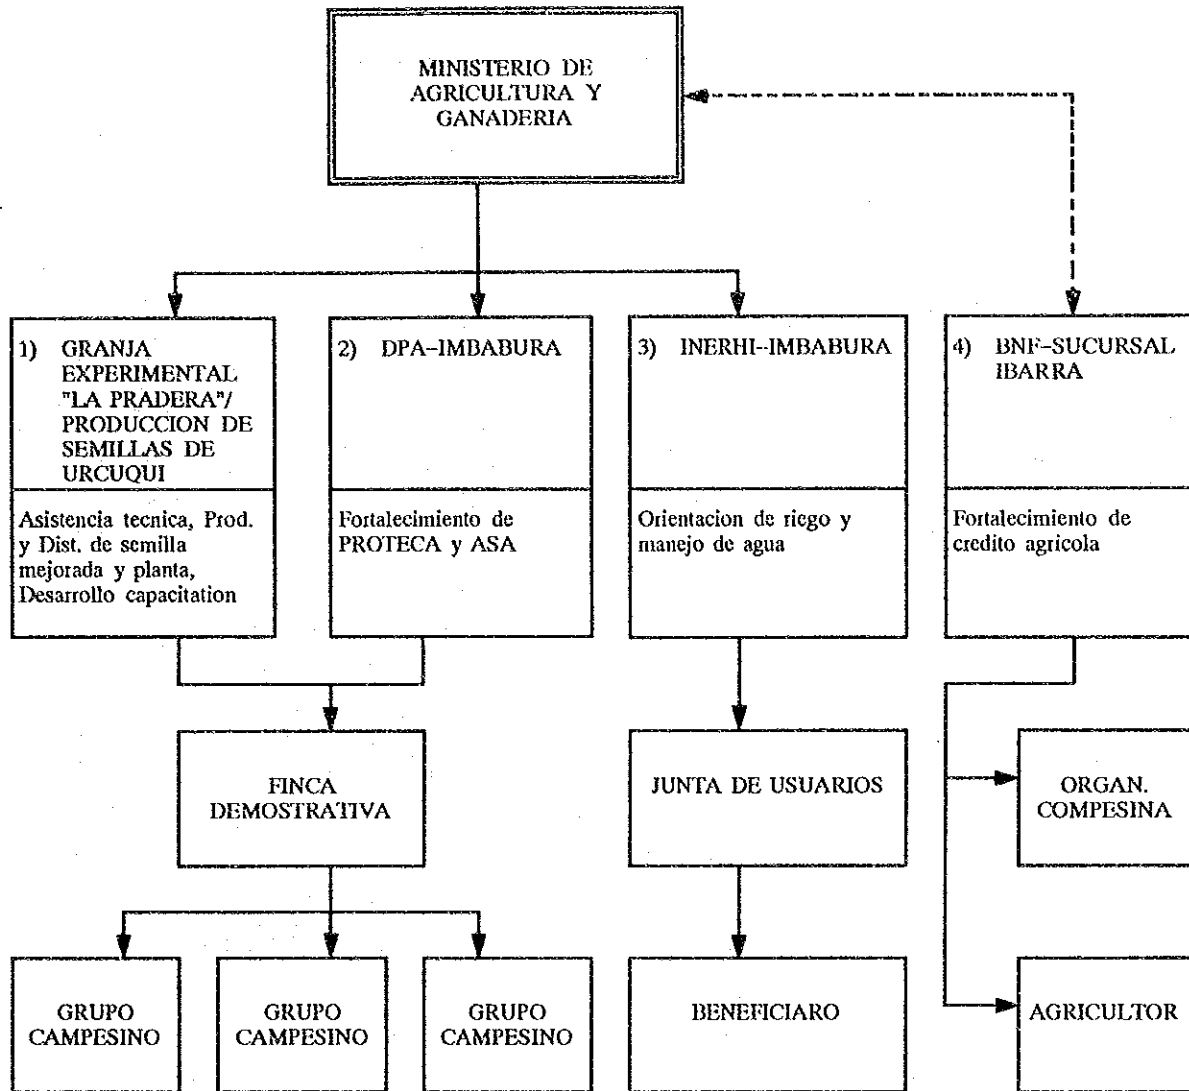 MINISTERIO DE
AGRICULTURA Y
GANADERIA
1) GRANJA
EXPERIMENTAL
"LA PRADERA"/
PRODUCCION DE
SEMILLAS DE
URCUQUI
Asistencia tecnica, Prod.
y Dist. de semilla
mejorada y planta,
Desarrollo capacitation
2) DPA-IMBABURA
Fortalecimiento de
PROTECA y ASA
3) INERHI-IMBABURA
Orientacion de riego y
manejo de agua
4) BNF-SUCURSAL
IBARRA
Fortalecimiento de
credito agricola
FINCA
DEMOSTRATIVA
JUNTA DE USUARIOS
ORGAN.
COMPESINA
GRUPO
CAMPESINO
GRUPO
CAMPESINO
GRUPO
CAMPESINO
BENEFICIARO
AGRICULTOR